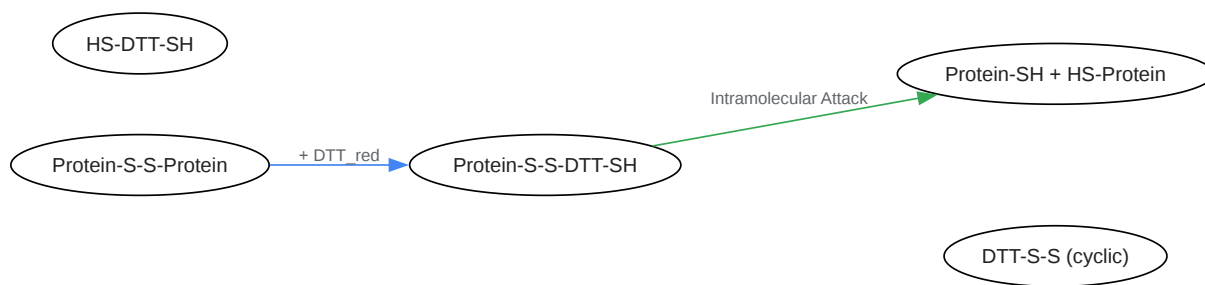 HS-DTT-SH
Protein-SH + HS-Protein
Intramolecular Attack
Protein-S-S-Protein
+ DTT_red
Protein-S-S-DTT-SH
DTT-S-S (cyclic)